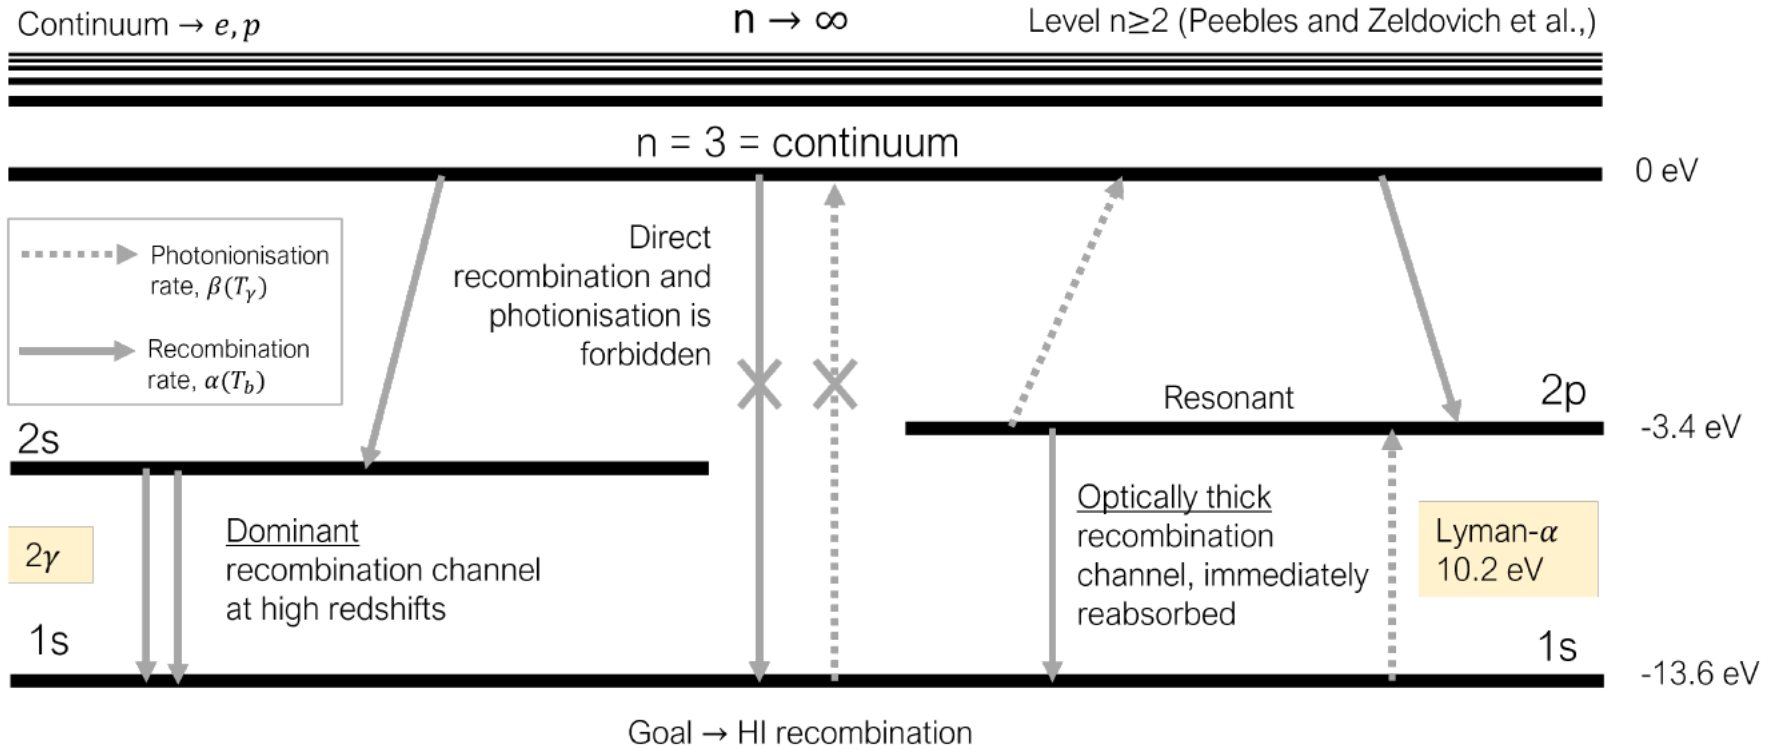 Continuum → e, p
n → ∞
Level n≥2 (Peebles and Zeldovich et al.,)
n = 3 = continuum
0 eV
Photonionisation
rate, β(Tγ)
Recombination
rate, α(Tb)
Direct
recombination and
photionisation is
forbidden
Resonant
2p
-3.4 eV
2s
2γ
Dominant
recombination channel
at high redshifts
Optically thick
recombination
channel, immediately
reabsorbed
Lyman-α
10.2 eV
1s
1s
-13.6 eV
Goal → HI recombination